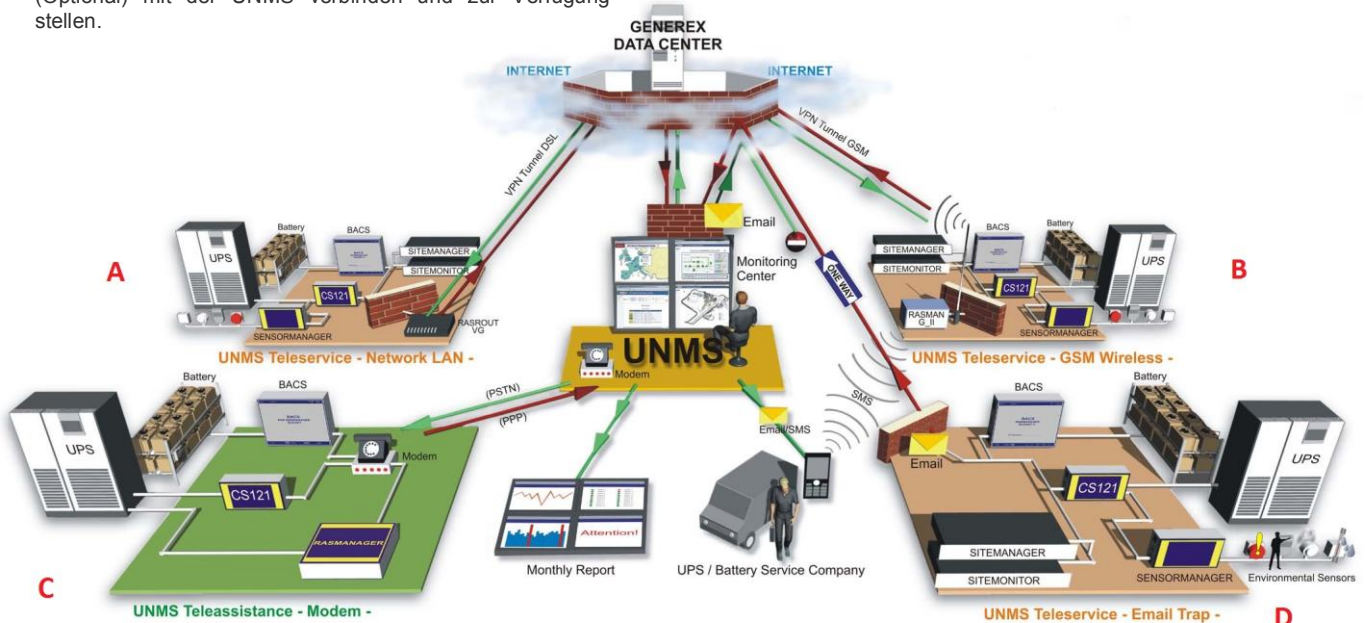 (Optional) mit der UNMS verbinden und zur Verfügung
stellen.
GENEREX
DATA CENTER
INTERNET
INTERNET
VPN Tunnel DSL
VPN Tunnel GSM
Email
Monitoring
Center
ONE WAY
UNMS
Modem
A
UPS
Battery
BACS
SITEMANAGER
SITEMONITOR
CS121
SENSORMANAGER
RASROUT
VG
UNMS Teleservice - Network LAN -
B
SITEMANAGER
SITEMONITOR
BACS
Battery
UPS
CS121
RASMAN
G_II
SENSORMANAGER
UNMS Teleservice - GSM Wireless -
(PSTN)
(PPP)
Email/SMS
SMS
C
UPS
Battery
BACS
BACS
Modem
CS121
RASMANAGER
UNMS Teleassistance - Modem -
Attention!
Monthly Report
UPS / Battery Service Company
D
Email
BACS
BACS
Battery
UPS
CS121
SITEMANAGER
SITEMONITOR
SENSORMANAGER
Environmental Sensors
UNMS Teleservice - Email Trap -